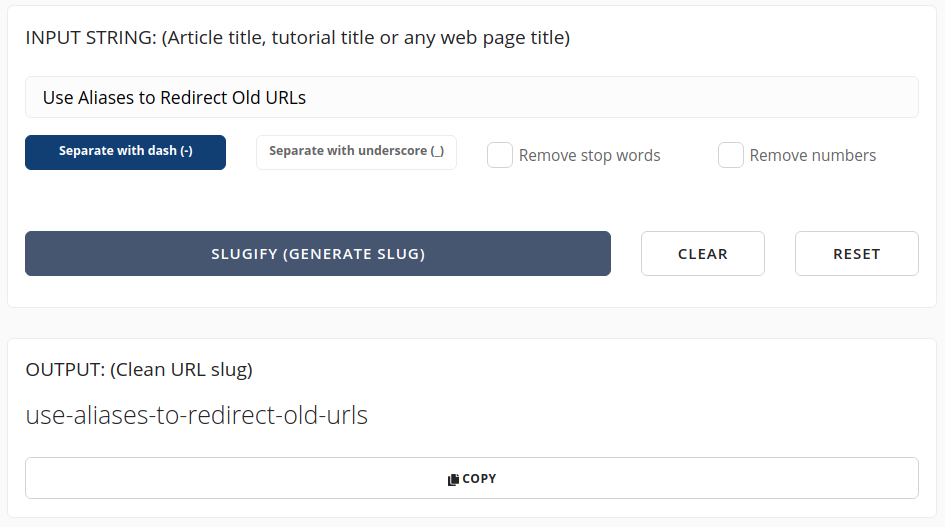 INPUT STRING: (Article title, tutorial title or any web page title)
Use Aliases to Redirect Old URLs
Separate with dash (-) Separate with underscore (_) Remove stop words Remove numbers
SLUGIFY (GENERATE SLUG) CLEAR RESET
OUTPUT: (Clean URL slug)
use-aliases-to-redirect-old-urls
COPY